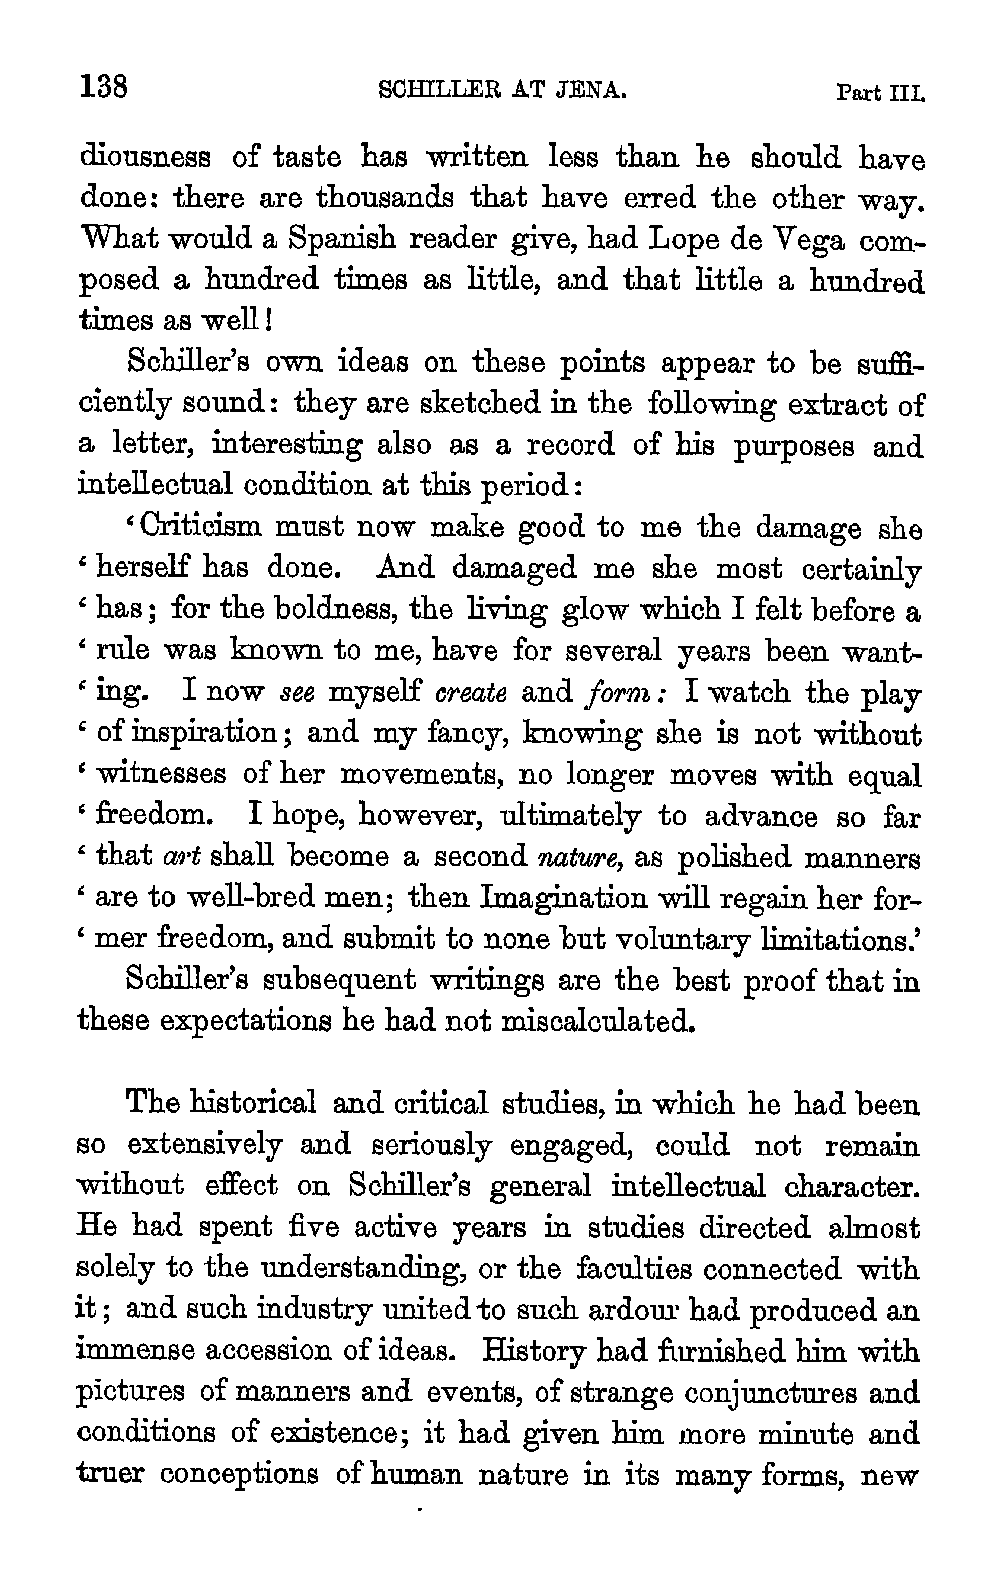 138 SCHILLER AT JENA. Part III.
diousness of taste has written less than he should have
done: there are thousands that have erred the other way.
What would a Spanish reader give, had Lope de Vega com-
posed a hundred times as little, and that little a hundred
times as well!
Schiller's own ideas on these points appear to be suffi-
ciently sound: they are sketched in the following extract of
a letter, interesting also as a record of his purposes and
intellectual condition at this period:
‘Criticism must now make good to me the damage she
‘ herself has done. And damaged me she most certainly
‘ has; for the boldness, the living glow which I felt before a
‘ rule was known to me, have for several years been want-
‘ ing. I now see myself create and form: I watch the play
‘ of inspiration; and my fancy, knowing she is not without
‘ witnesses of her movements, no longer moves with equal
‘ freedom. I hope, however, ultimately to advance so far
‘ that art shall become a second nature, as polished manners
‘ are to well-bred men; then Imagination will regain her for-
‘ mer freedom, and submit to none but voluntary limitations.’
Schiller's subsequent writings are the best proof that in
these expectations he had not miscalculated.
The historical and critical studies, in which he had been
so extensively and seriously engaged, could not remain
without effect on Schiller's general intellectual character.
He had spent five active years in studies directed almost
solely to the understanding, or the faculties connected with
it; and such industry united to such ardour had produced an
immense accession of ideas. History had furnished him with
pictures of manners and events, of strange conjunctures and
conditions of existence; it had given him more minute and
truer conceptions of human nature in its many forms, new